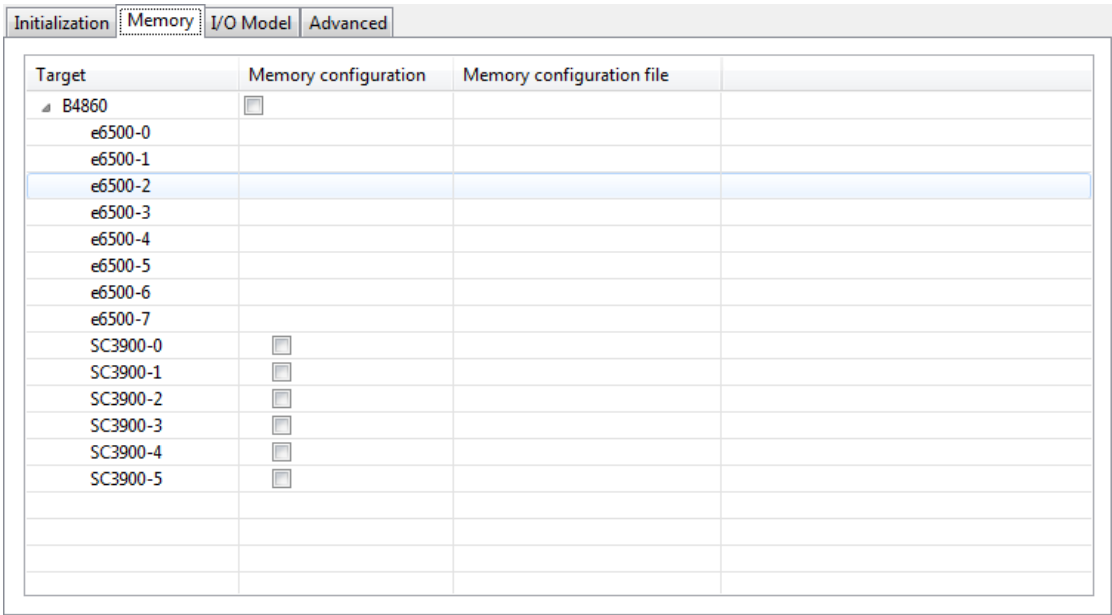 Initialization Memory I/O Model Advanced
Target Memory configuration Memory configuration file
B4860
e6500-0
e6500-1
e6500-2
e6500-3
e6500-4
e6500-5
e6500-6
e6500-7
SC3900-0
SC3900-1
SC3900-2
SC3900-3
SC3900-4
SC3900-5